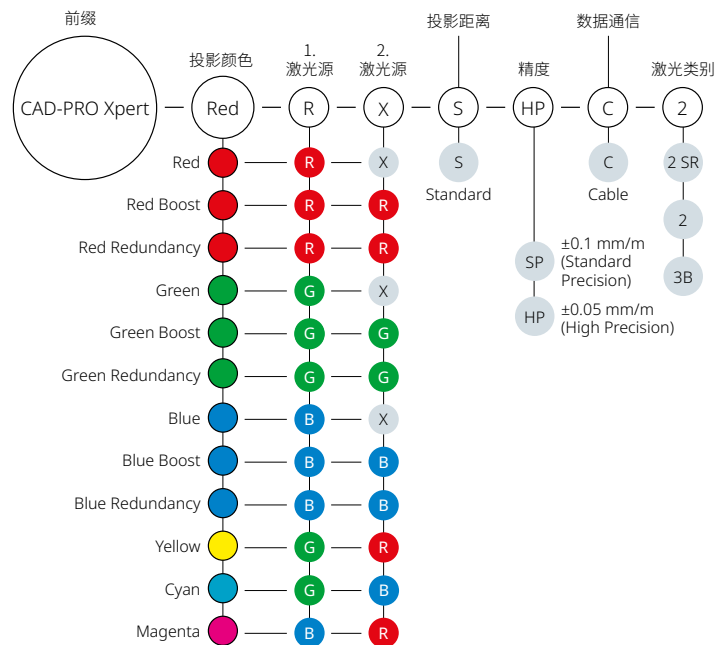 前缀
投影颜色
1.
激光源
2.
激光源
投影距离
精度
数据通信
激光类别
CAD-PRO Xpert
Red
R
X
S
HP
C
2
Red
R
X
S
C
2 SR
Standard
Cable
Red Boost
R
R
2
Red Redundancy
R
R
SP
±0.1 mm/m
(Standard
Precision)
3B
Green
G
X
HP
±0.05 mm/m
(High Precision)
Green Boost
G
G
Green Redundancy
G
G
Blue
B
X
Blue Boost
B
B
Blue Redundancy
B
B
Yellow
G
R
Cyan
G
B
Magenta
B
R